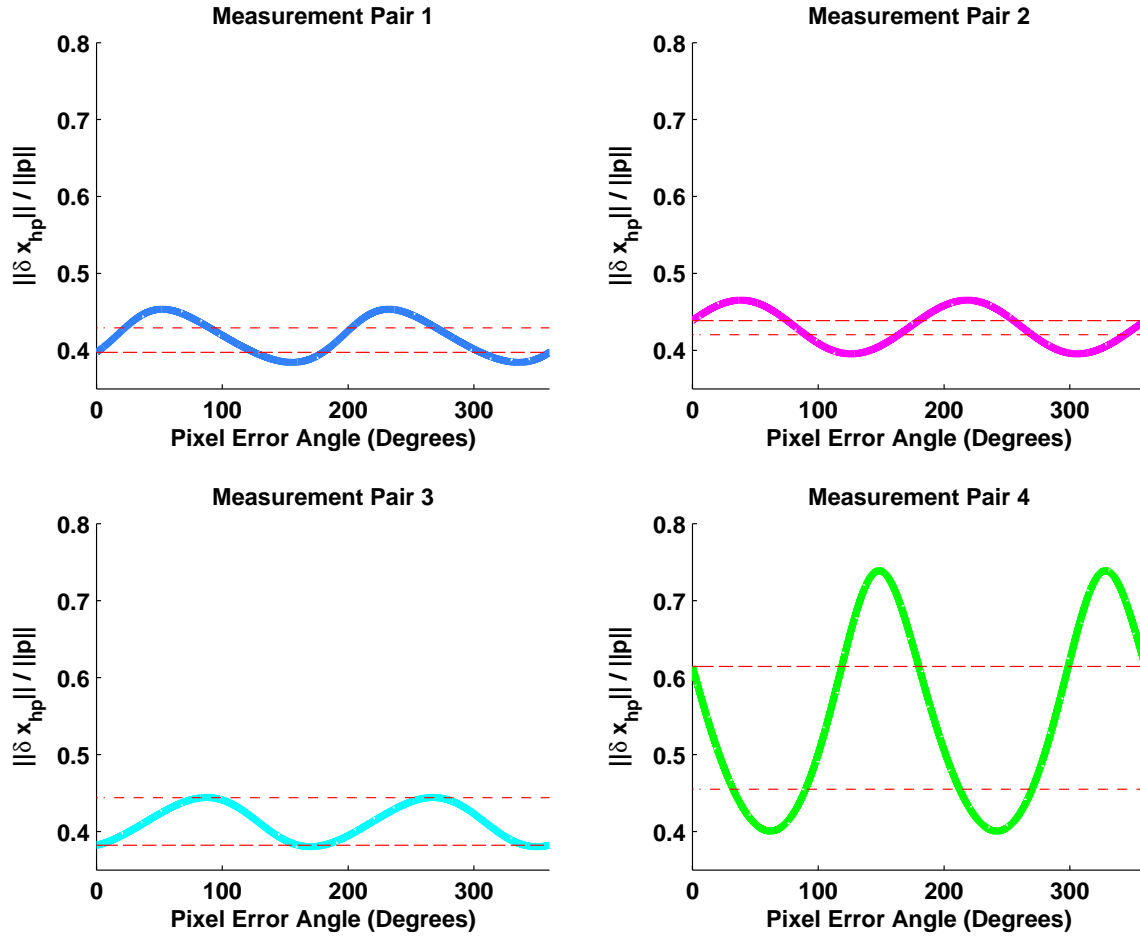 Measurement Pair 1
0.8
0.7
0.6
0.5
0.4
||δ x_hp|| / ||p||
0 100 200 300
Pixel Error Angle (Degrees)
Measurement Pair 2
0.8
0.7
0.6
0.5
0.4
||δ x_hp|| / ||p||
0 100 200 300
Pixel Error Angle (Degrees)
Measurement Pair 3
0.8
0.7
0.6
0.5
0.4
||δ x_hp|| / ||p||
0 100 200 300
Pixel Error Angle (Degrees)
Measurement Pair 4
0.8
0.7
0.6
0.5
0.4
||δ x_hp|| / ||p||
0 100 200 300
Pixel Error Angle (Degrees)